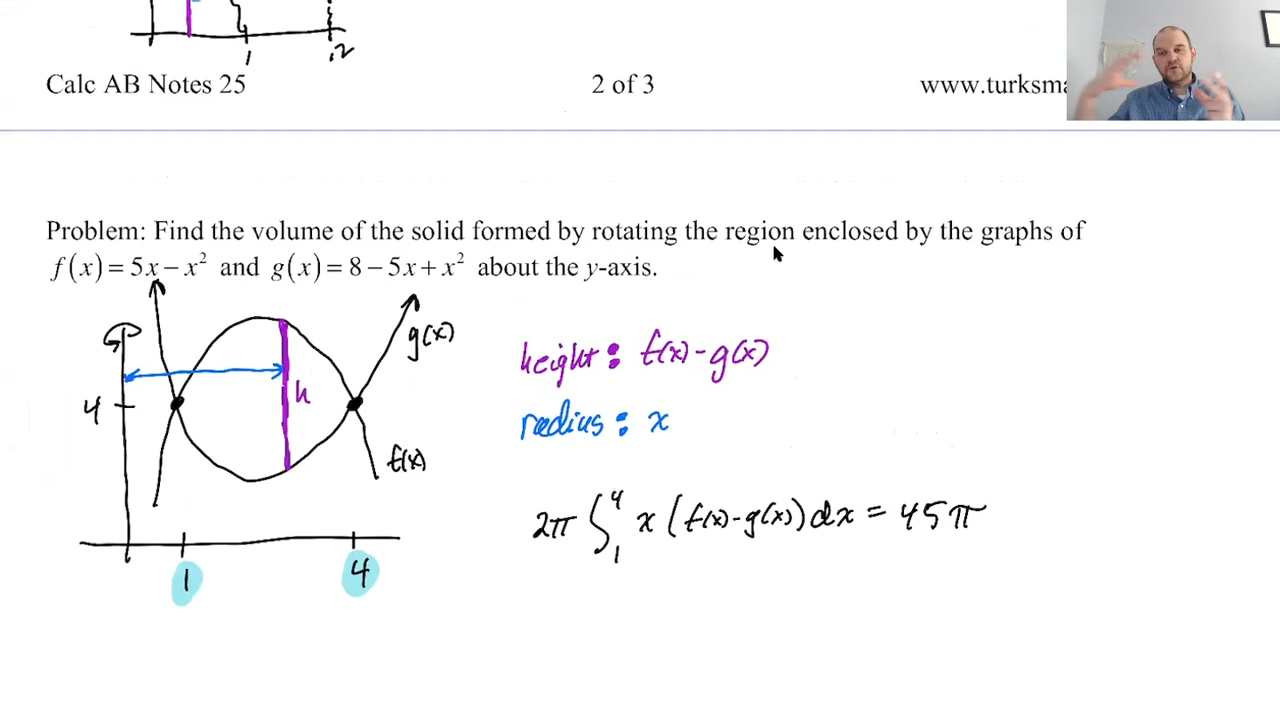 1 2
Calc AB Notes 25 2 of 3 www.turksma
Problem: Find the volume of the solid formed by rotating the region enclosed by the graphs of
f(x) = 5x − x² and g(x) = 8 − 5x + x² about the y-axis.
g(x)
height: f(x) - g(x)
h
4
radius: x
f(x)
2π ∫₁⁴ x (f(x) - g(x)) dx = 45π
1 4